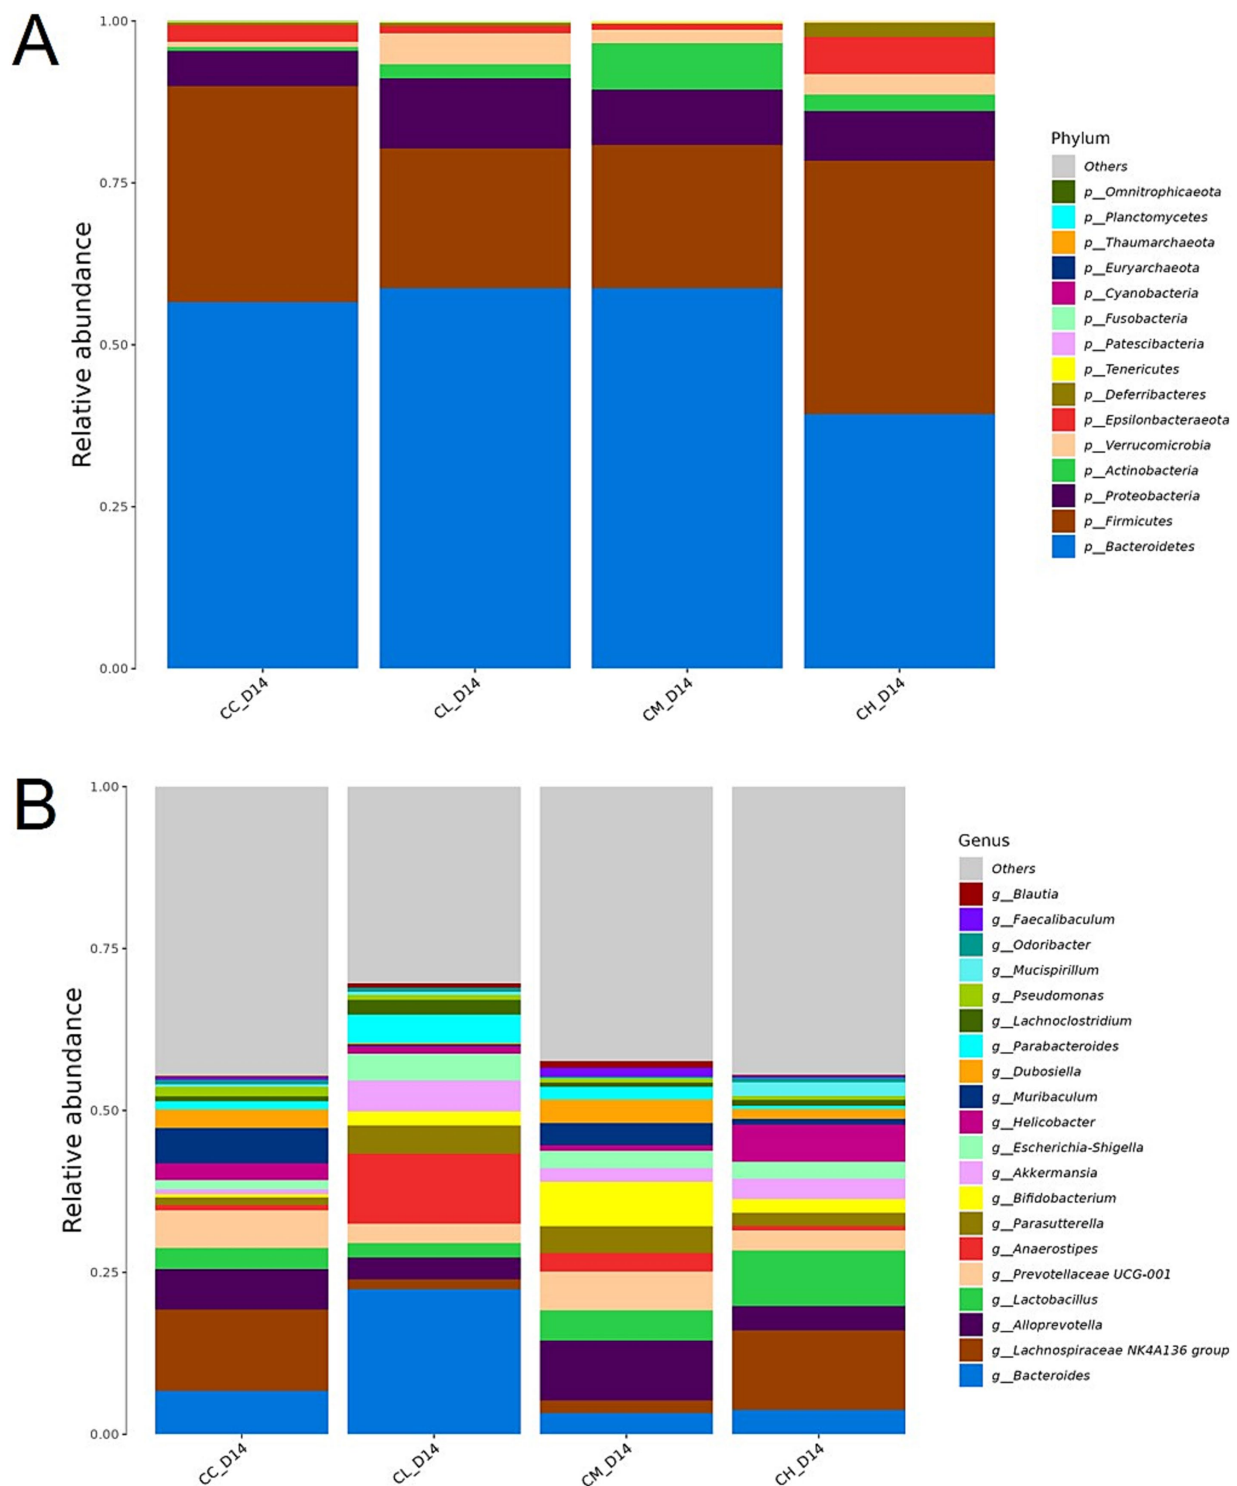 A
1.00
0.75
0.50
0.25
0.00
Relative abundance
CC_D14
CL_D14
CM_D14
CH_D14
Phylum
Others
p__Omnitrophicaeota
p__Planctomycetes
p__Thaumarchaeota
p__Euryarchaeota
p__Cyanobacteria
p__Fusobacteria
p__Patescibacteria
p__Tenericutes
p__Deferribacteres
p__Epsilonbacteraeota
p__Verrucomicrobia
p__Actinobacteria
p__Proteobacteria
p__Firmicutes
p__Bacteroidetes
B
1.00
0.75
0.50
0.25
0.00
Relative abundance
CC_D14
CL_D14
CM_D14
CH_D14
Genus
Others
g__Blautia
g__Faecalibaculum
g__Odoribacter
g__Mucispirillum
g__Pseudomonas
g__Lachnoclostridium
g__Parabacteroides
g__Dubosiella
g__Muribaculum
g__Helicobacter
g__Escherichia-Shigella
g__Akkermansia
g__Bifidobacterium
g__Parasutterella
g__Anaerostipes
g__Prevotellaceae UCG-001
g__Lactobacillus
g__Alloprevotella
g__Lachnospiraceae NK4A136 group
g__Bacteroides